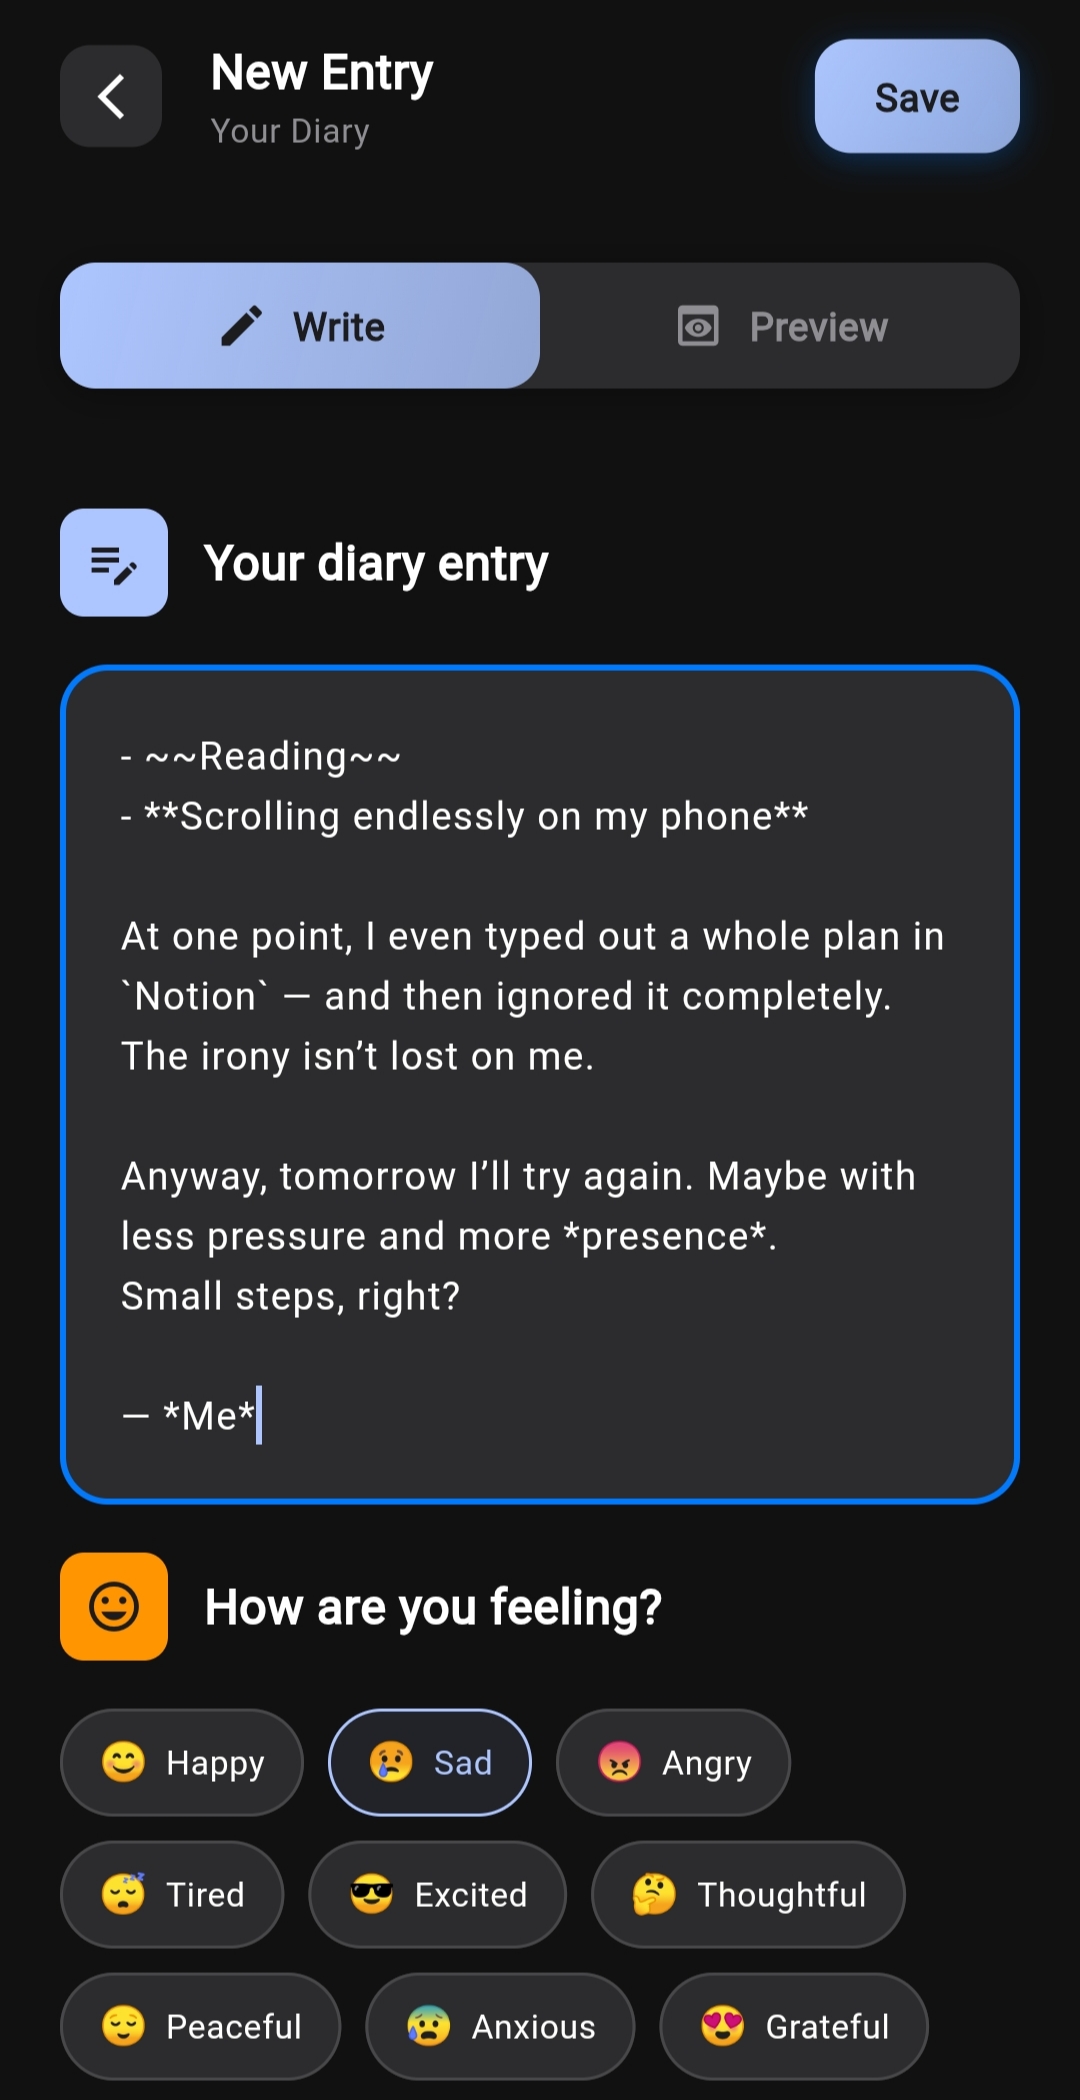 New Entry
Your Diary
Save
Write
Preview
Your diary entry
- ~~Reading~~
- **Scrolling endlessly on my phone**
At one point, I even typed out a whole plan in
`Notion` — and then ignored it completely.
The irony isn’t lost on me.
Anyway, tomorrow I’ll try again. Maybe with
less pressure and more *presence*.
Small steps, right?
— *Me*
How are you feeling?
😊 Happy
😢 Sad
😡 Angry
😴 Tired
😎 Excited
🤔 Thoughtful
😌 Peaceful
😰 Anxious
😍 Grateful